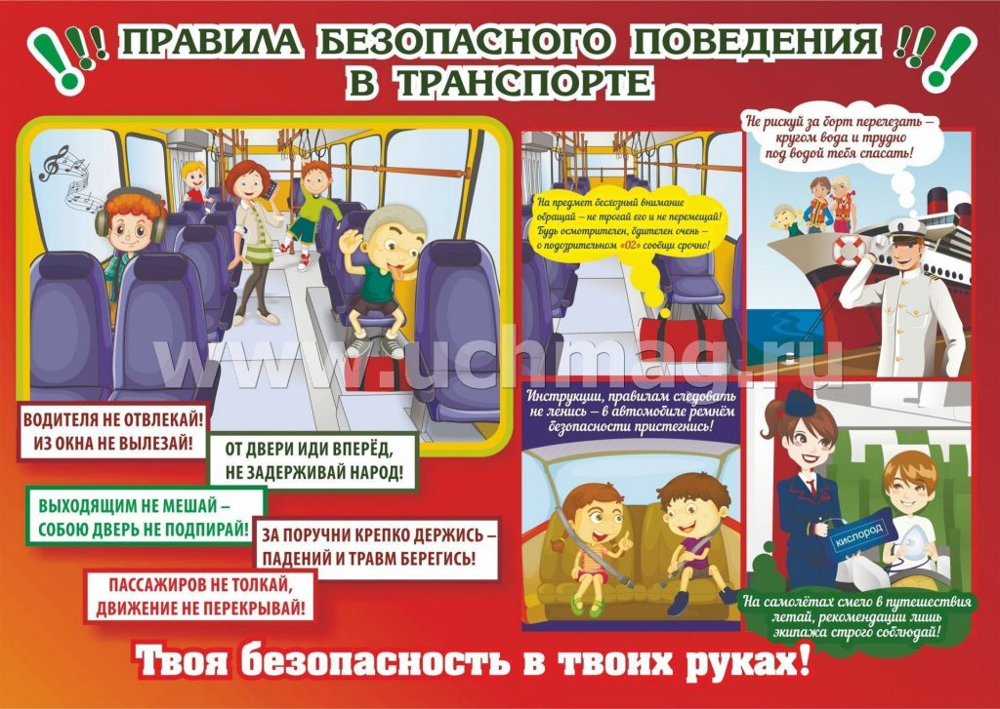 ПРАВИЛА БЕЗОПАСНОГО ПОВЕДЕНИЯ
В ТРАНСПОРТЕ
Не рискуй за борт перелезать –
кругом вода и трудно
под водой тебя спасать!
На предмет бесхозный внимание
обращай – не трогай его и не перемещай!
Будь осмотрителен, бдителен очень –
о подозрительном «02» сообщи срочно!
www.uchmag.ru
Инструкции, правилам следовать
не ленись – в автомобиле ремнём
безопасности пристегнись!
КИСЛОРОД
На самолётах смело в путешествия
летай, рекомендации лишь
экипажа строго соблюдай!
ВОДИТЕЛЯ НЕ ОТВЛЕКАЙ!
ИЗ ОКНА НЕ ВЫЛЕЗАЙ!
ОТ ДВЕРИ ИДИ ВПЕРЁД,
НЕ ЗАДЕРЖИВАЙ НАРОД!
ВЫХОДЯЩИМ НЕ МЕШАЙ –
СОБОЮ ДВЕРЬ НЕ ПОДПИРАЙ!
ЗА ПОРУЧНИ КРЕПКО ДЕРЖИСЬ –
ПАДЕНИЙ И ТРАВМ БЕРЕГИСЬ!
ПАССАЖИРОВ НЕ ТОЛКАЙ,
ДВИЖЕНИЕ НЕ ПЕРЕКРЫВАЙ!
Твоя безопасность в твоих руках!